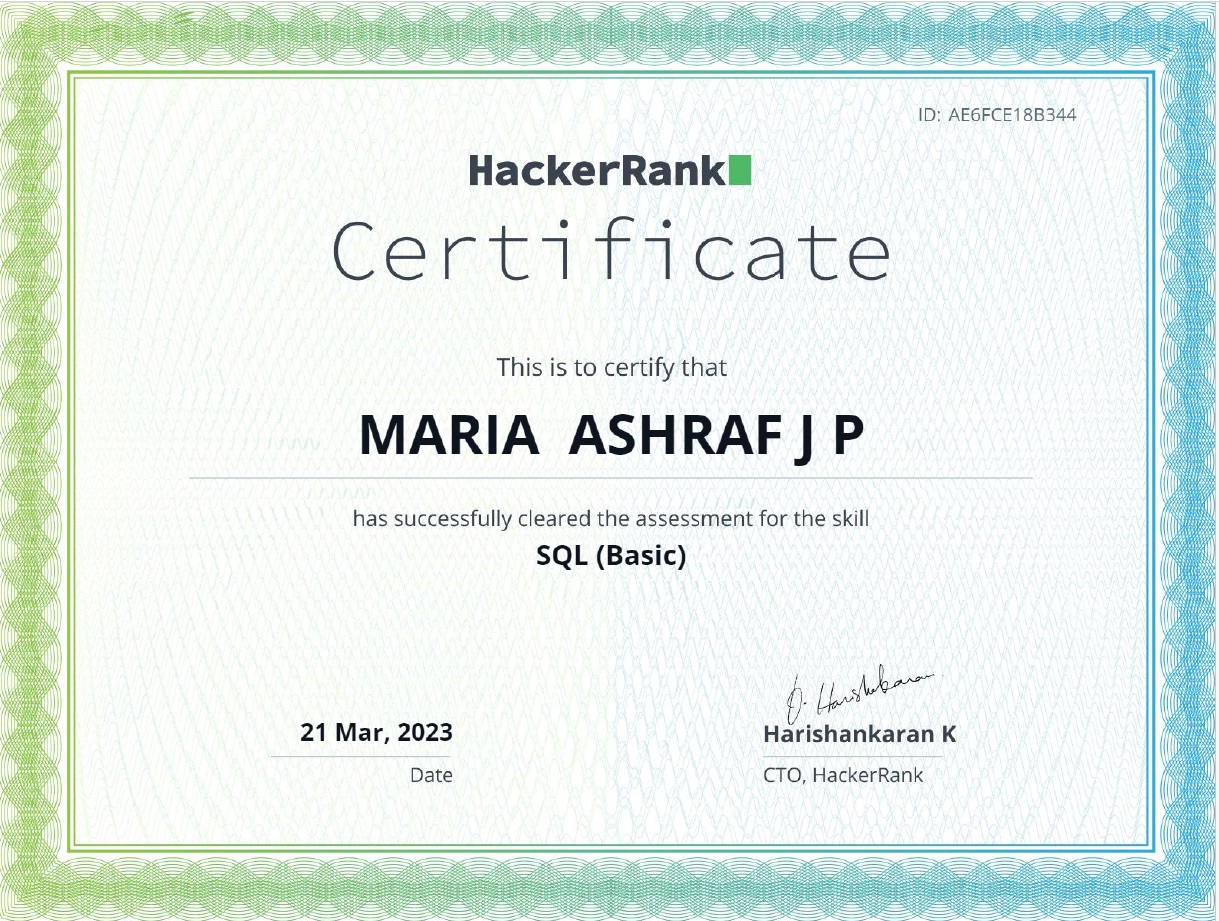 ID: AE6FCE18B344
HackerRank
Certificate
This is to certify that
MARIA ASHRAF J P
has successfully cleared the assessment for the skill
SQL (Basic)
21 Mar, 2023
Date
Harishankaran K
CTO, HackerRank